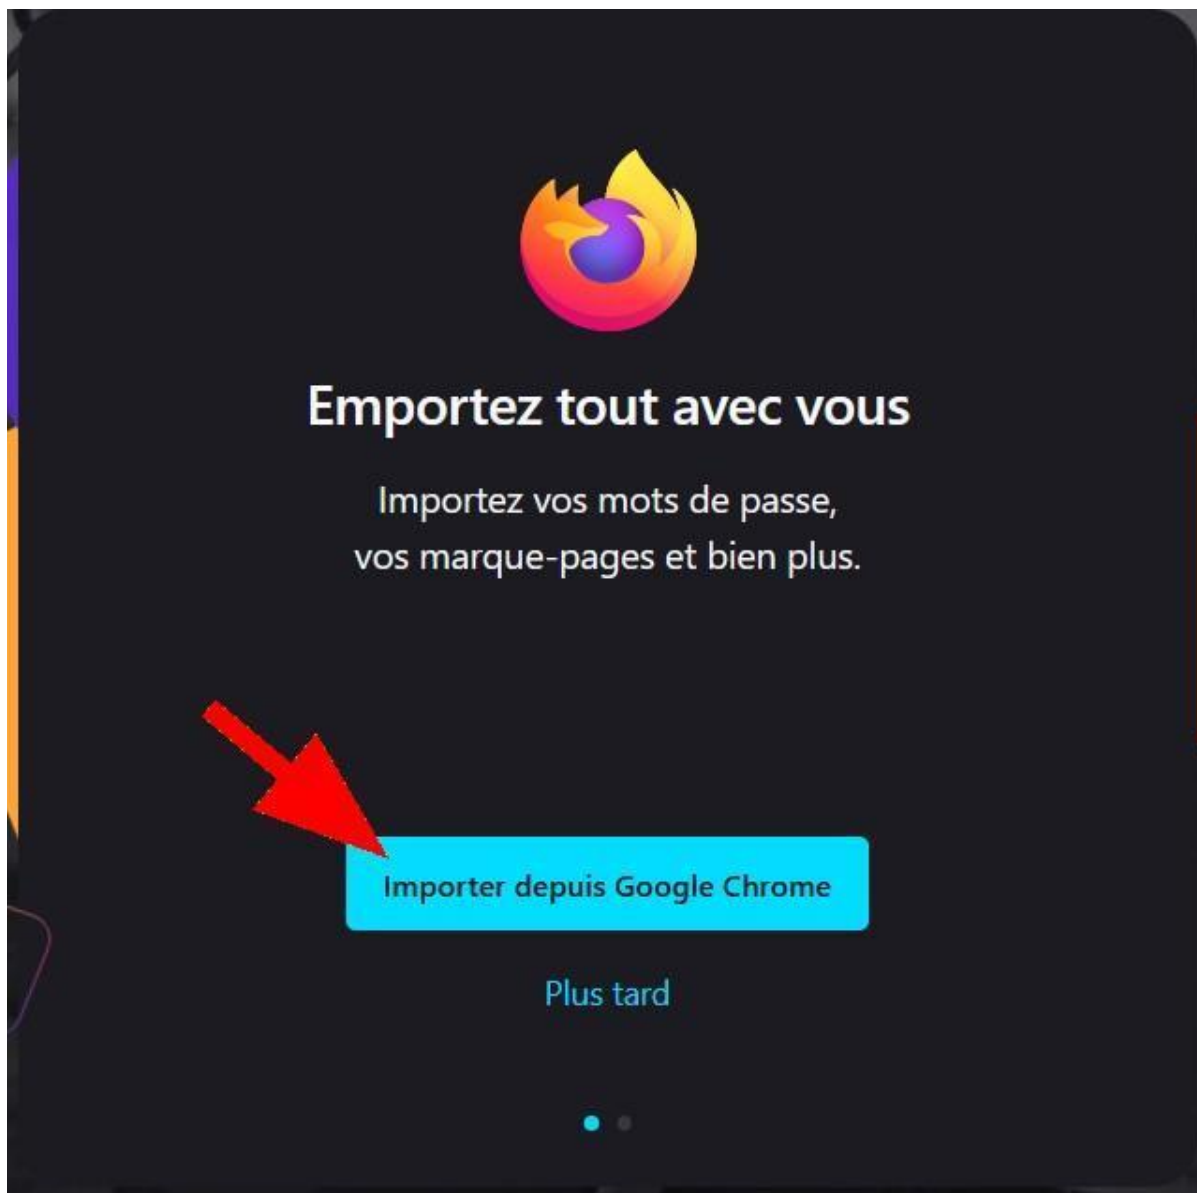 Emportez tout avec vous
Importez vos mots de passe,
vos marque-pages et bien plus.
Importer depuis Google Chrome
Plus tard